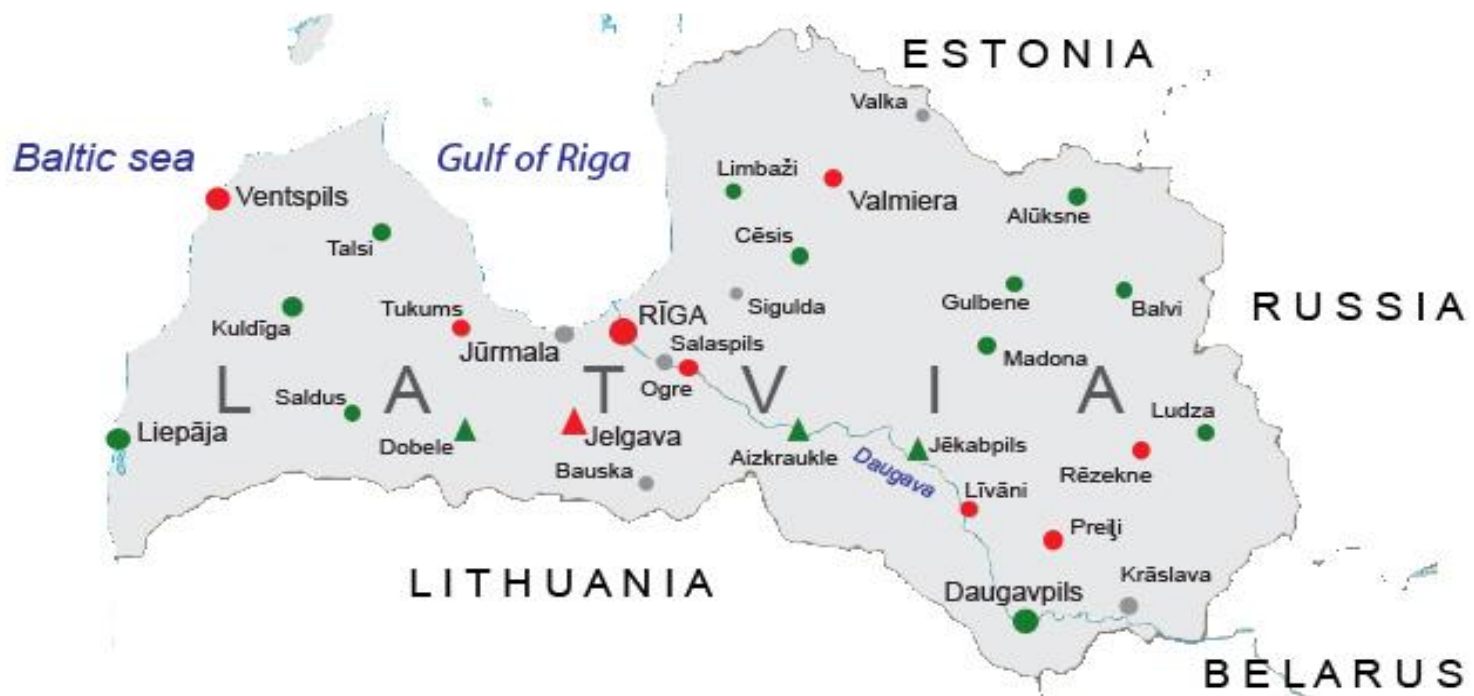 ESTONIA
Valka
Baltic sea
Gulf of Riga
Limbaži
Ventspils
Valmiera
Alūksne
Talsi
Cēsis
Sigulda
Gulbene
Balvi
RUSSIA
Kuldīga
Tukums
RĪGA
Jūrmala
Salaspils
Madona
Ogre
LATVIA
Saldus
Ludza
Liepāja
Dobele
Jelgava
Aizkraukle
Jēkabpils
Rēzekne
Bauska
Daugava
Līvāni
Preiļi
LITHUANIA
Krāslava
Daugavpils
BELARUS